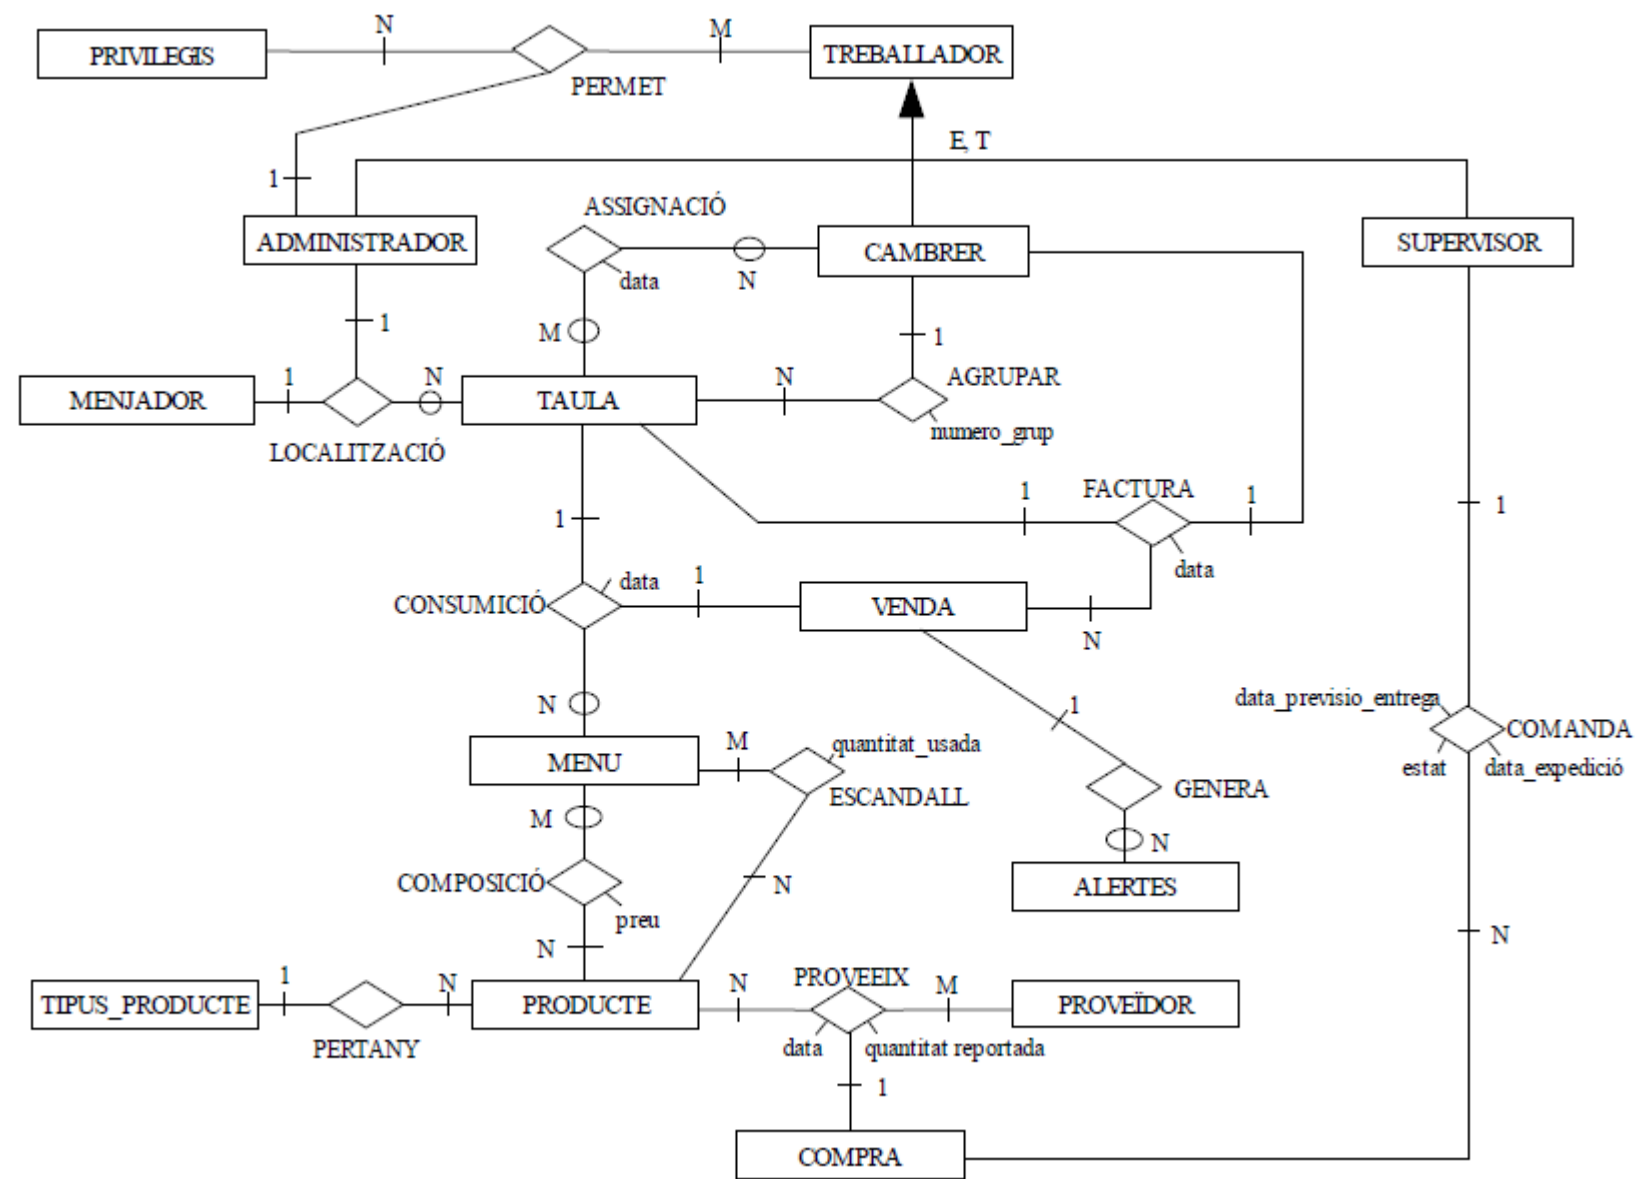 N
M
PRIVILEGIS
TREBALLADOR
PERMET
E, T
1
ASSIGNACIÓ
ADMINISTRADOR
CAMBRER
SUPERVISOR
data
N
1
M
1
1
N
N
AGRUPAR
MENJADOR
TAULA
numero_grup
LOCALITZACIÓ
1
FACTURA
1
1
1
data
data
1
CONSUMICIÓ
VENDA
N
N
1
data_previsio_entrega
COMANDA
M
quantitat_usada
MENU
estat
data_expedició
ESCANDALL
GENERA
M
N
COMPOSICIÓ
N
ALERTES
preu
N
N
1
N
PROVEEIX
N
M
TIPUS_PRODUCTE
PRODUCTE
PROVEÏDOR
PERTANY
data
quantitat reportada
1
COMPRA